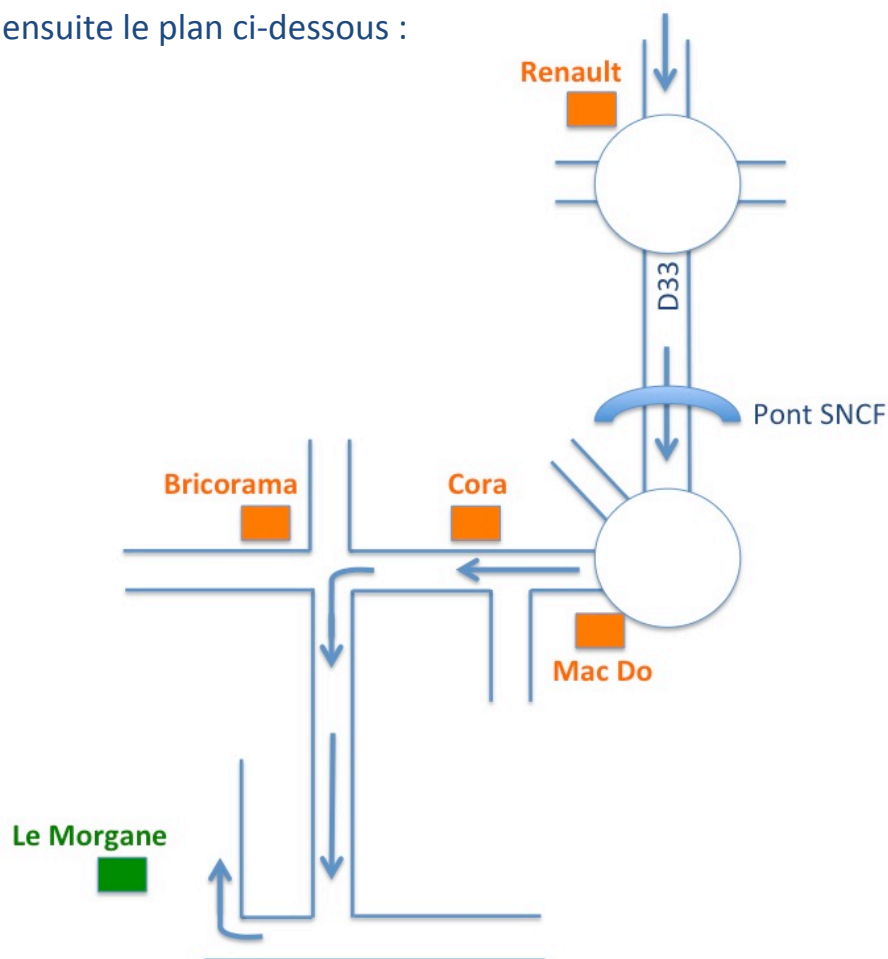 ensuite le plan ci-dessous :
Renault
D33
Pont SNCF
Bricorama
Cora
Mac Do
Le Morgane